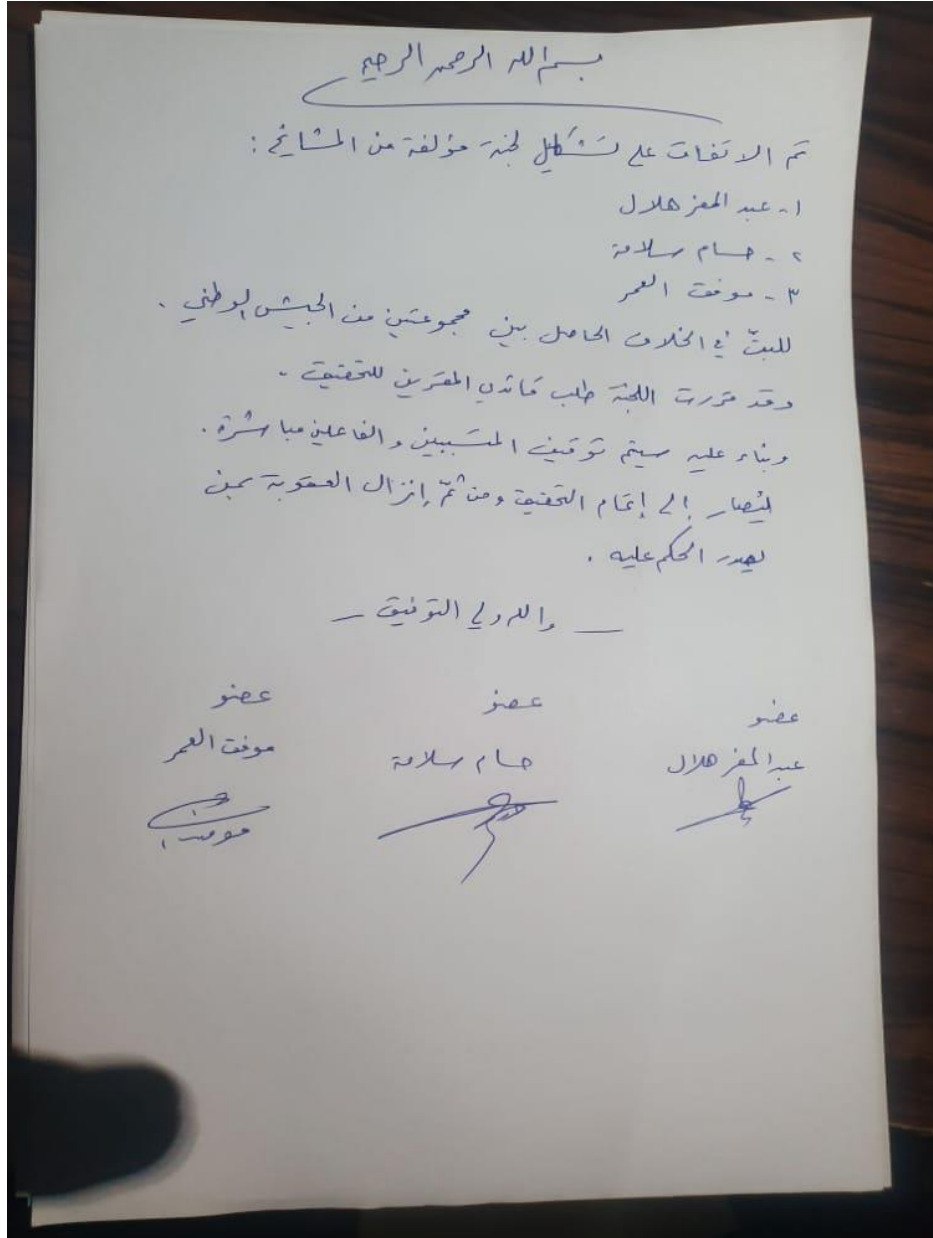 بسم الله الرحمن الرحيم
تم الاتفاق على تشكيل لجنة مؤلفة من المشايخ :
١- عبد المعز هلال
٢- حسام سلامة
٣- موفق العمر
للبتّ في الخلاف الحاصل بين مجموعتين من الجيش الوطني .
وقد قررت اللجنة طلب قائدي المقرين للتحقيق -
وبناء عليه سيتم توقيف المتسببين والفاعلين مباشرة .
ليُصار إلى إتمام التحقيق ومن ثمّ إنزال العقوبة بمن
يصدر الحكم عليه .
- والله ولي التوفيق -
عضو عضو عضو
عبد المعز هلال حسام سلامة موفق العمر